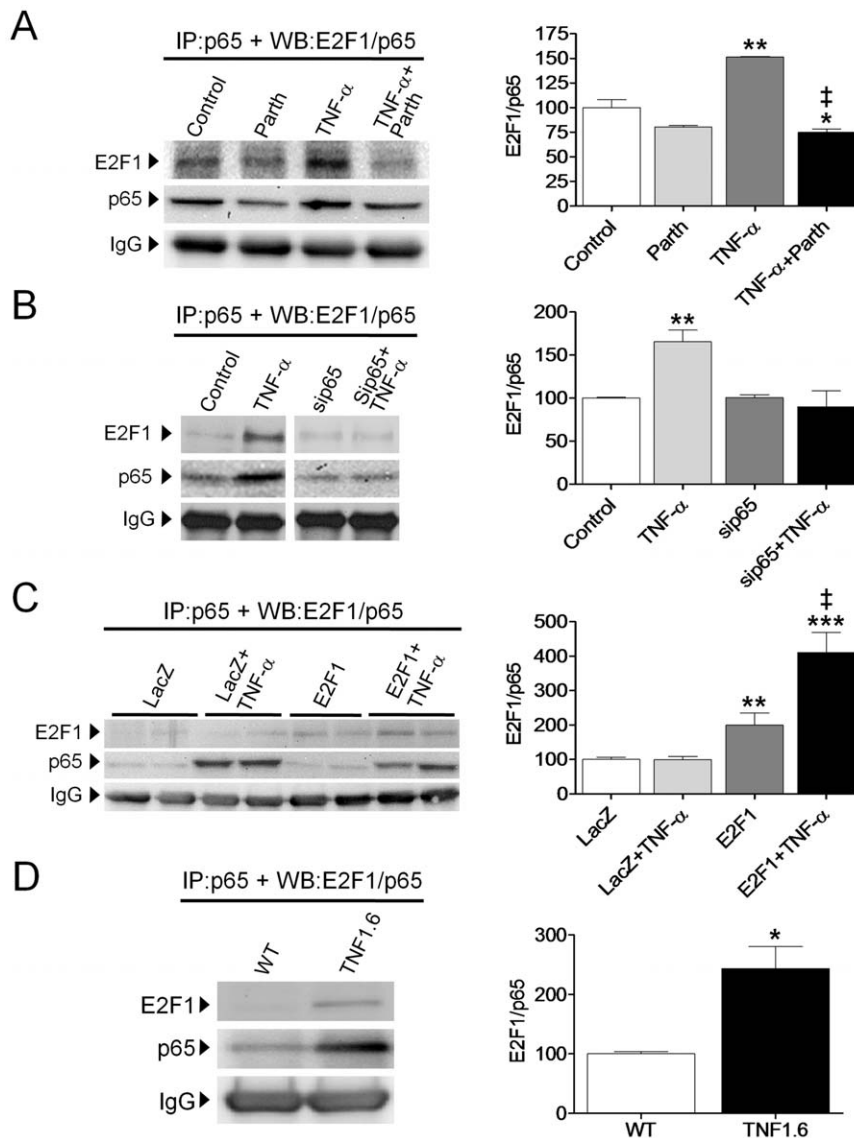 A
IP:p65 + WB:E2F1/p65
Control
Parth
TNF-α
TNF-α+
Parth
E2F1
p65
IgG
E2F1/p65
175
150
125
100
75
50
25
0
**
‡
*
Control
Parth
TNF-α
TNF-α+Parth
B
IP:p65 + WB:E2F1/p65
Control
TNF-α
sip65
Sip65+
TNF-α
E2F1
p65
IgG
E2F1/p65
200
150
100
50
0
**
Control
TNF-α
sip65
sip65+TNF-α
C
IP:p65 + WB:E2F1/p65
LacZ
LacZ+
TNF-α
E2F1
E2F1+
TNF-α
E2F1
p65
IgG
E2F1/p65
500
400
300
200
100
0
**
‡
***
LacZ
LacZ+TNF-α
E2F1
E2F1+TNF-α
D
IP:p65 + WB:E2F1/p65
WT
TNF1.6
E2F1
p65
IgG
E2F1/p65
300
200
100
0
*
WT
TNF1.6